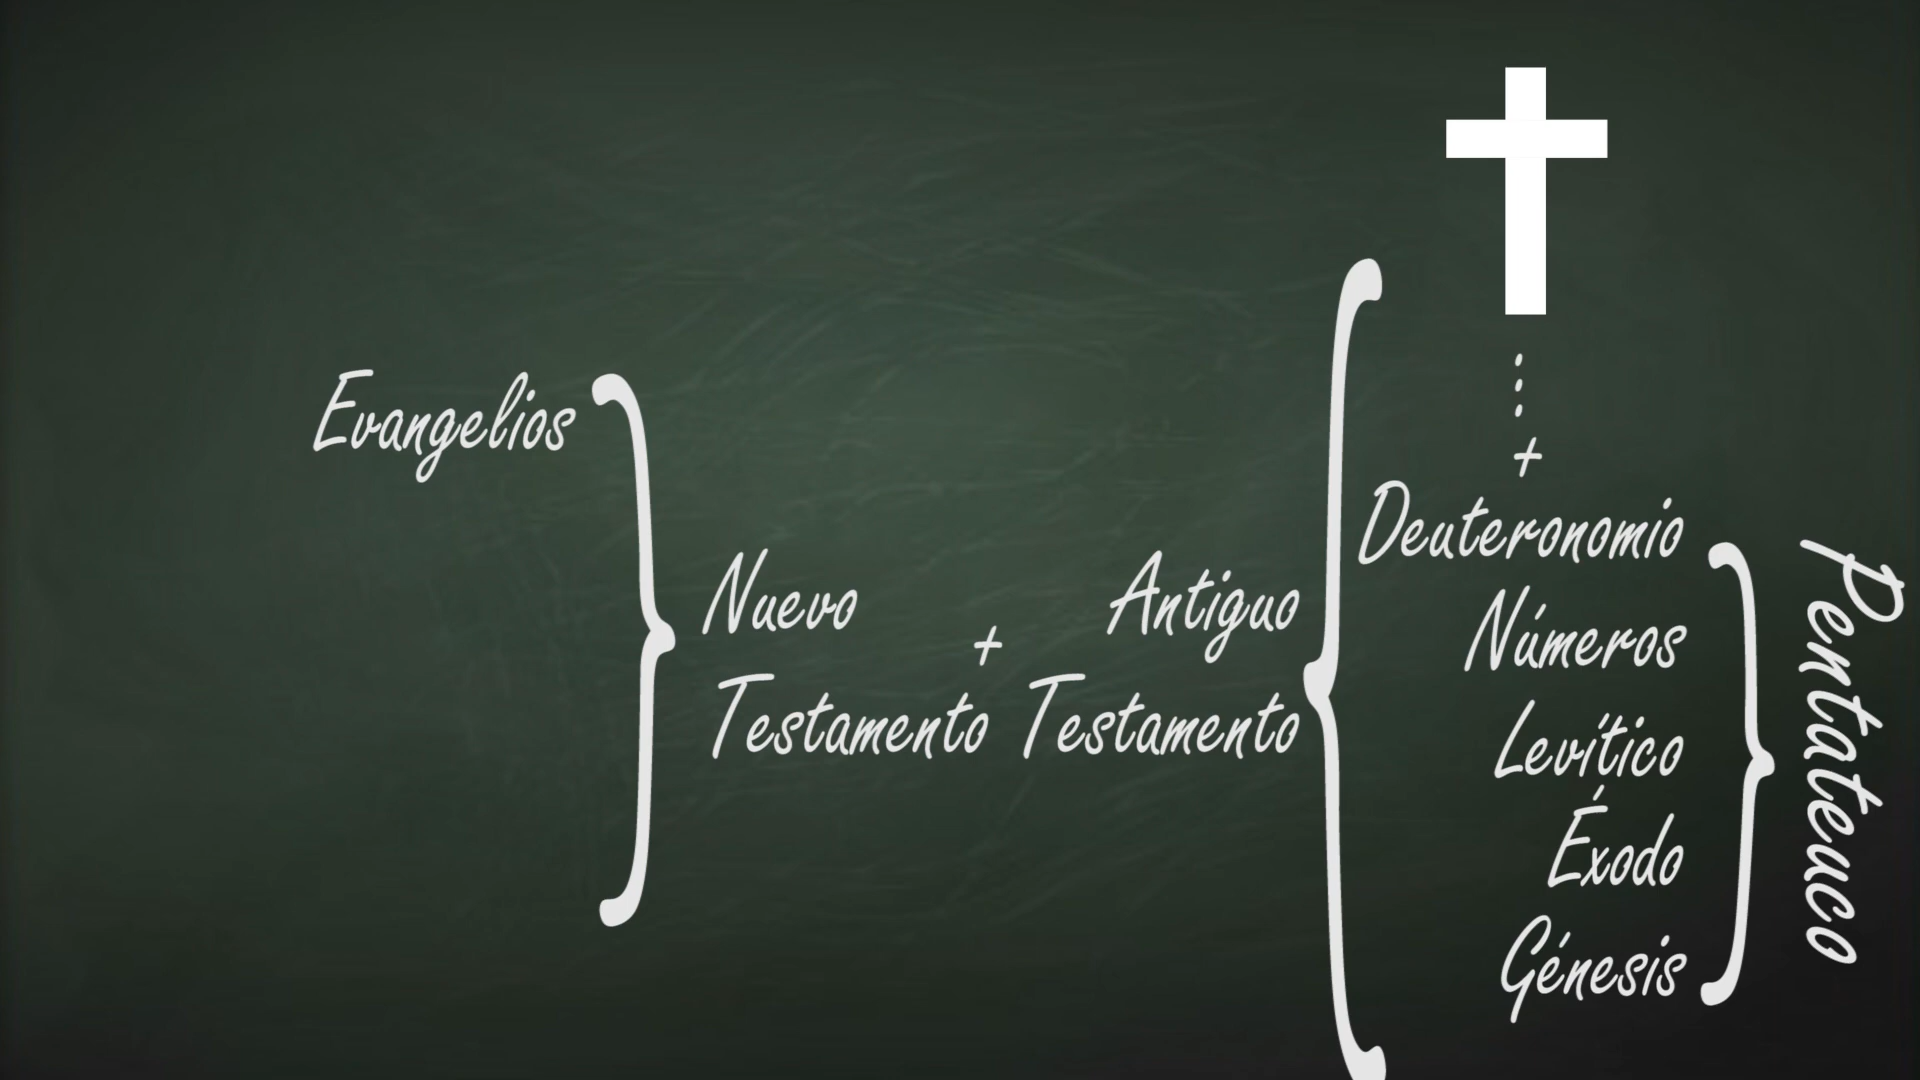 Evangelios
Nuevo
Testamento
+
Antiguo
Testamento
+
Deuteronomio
Números
Levítico
Éxodo
Génesis
Pentateuco